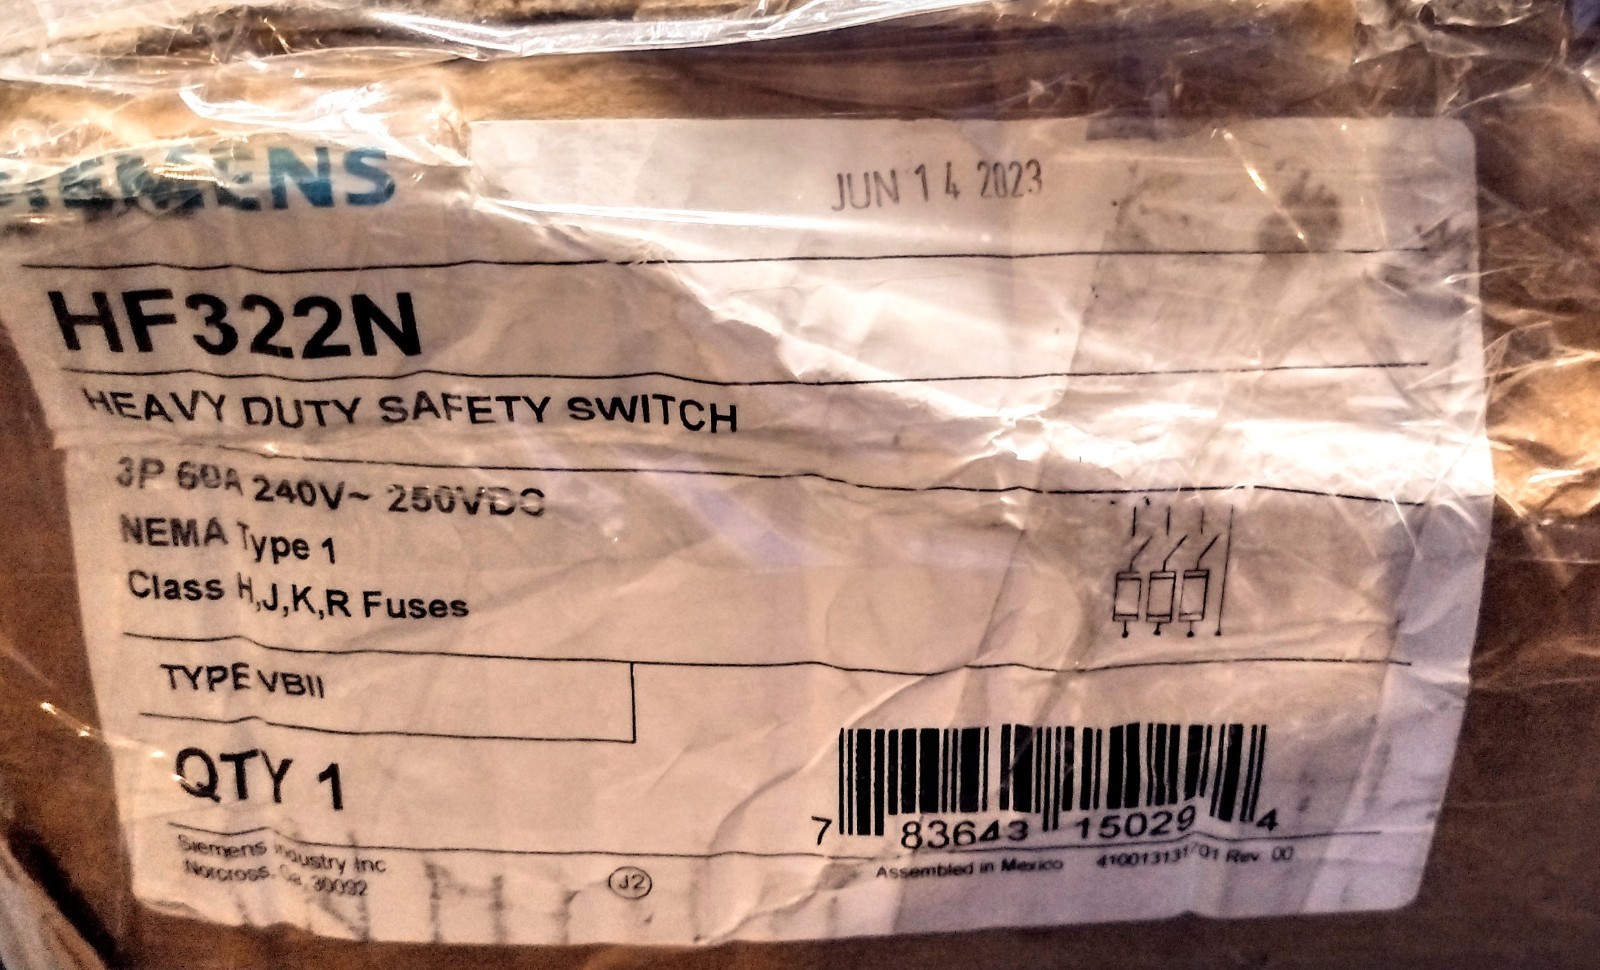 SIEMENS
JUN 14 2023
HF322N
HEAVY DUTY SAFETY SWITCH
3P 60A 240V~ 250VDC
NEMA Type 1
Class H,J,K,R Fuses
TYPE VBII
QTY 1
7 83643 15029 4
Siemens Industry Inc
Norcross, Ga, 30092
J2
Assembled in Mexico
Rev. 00